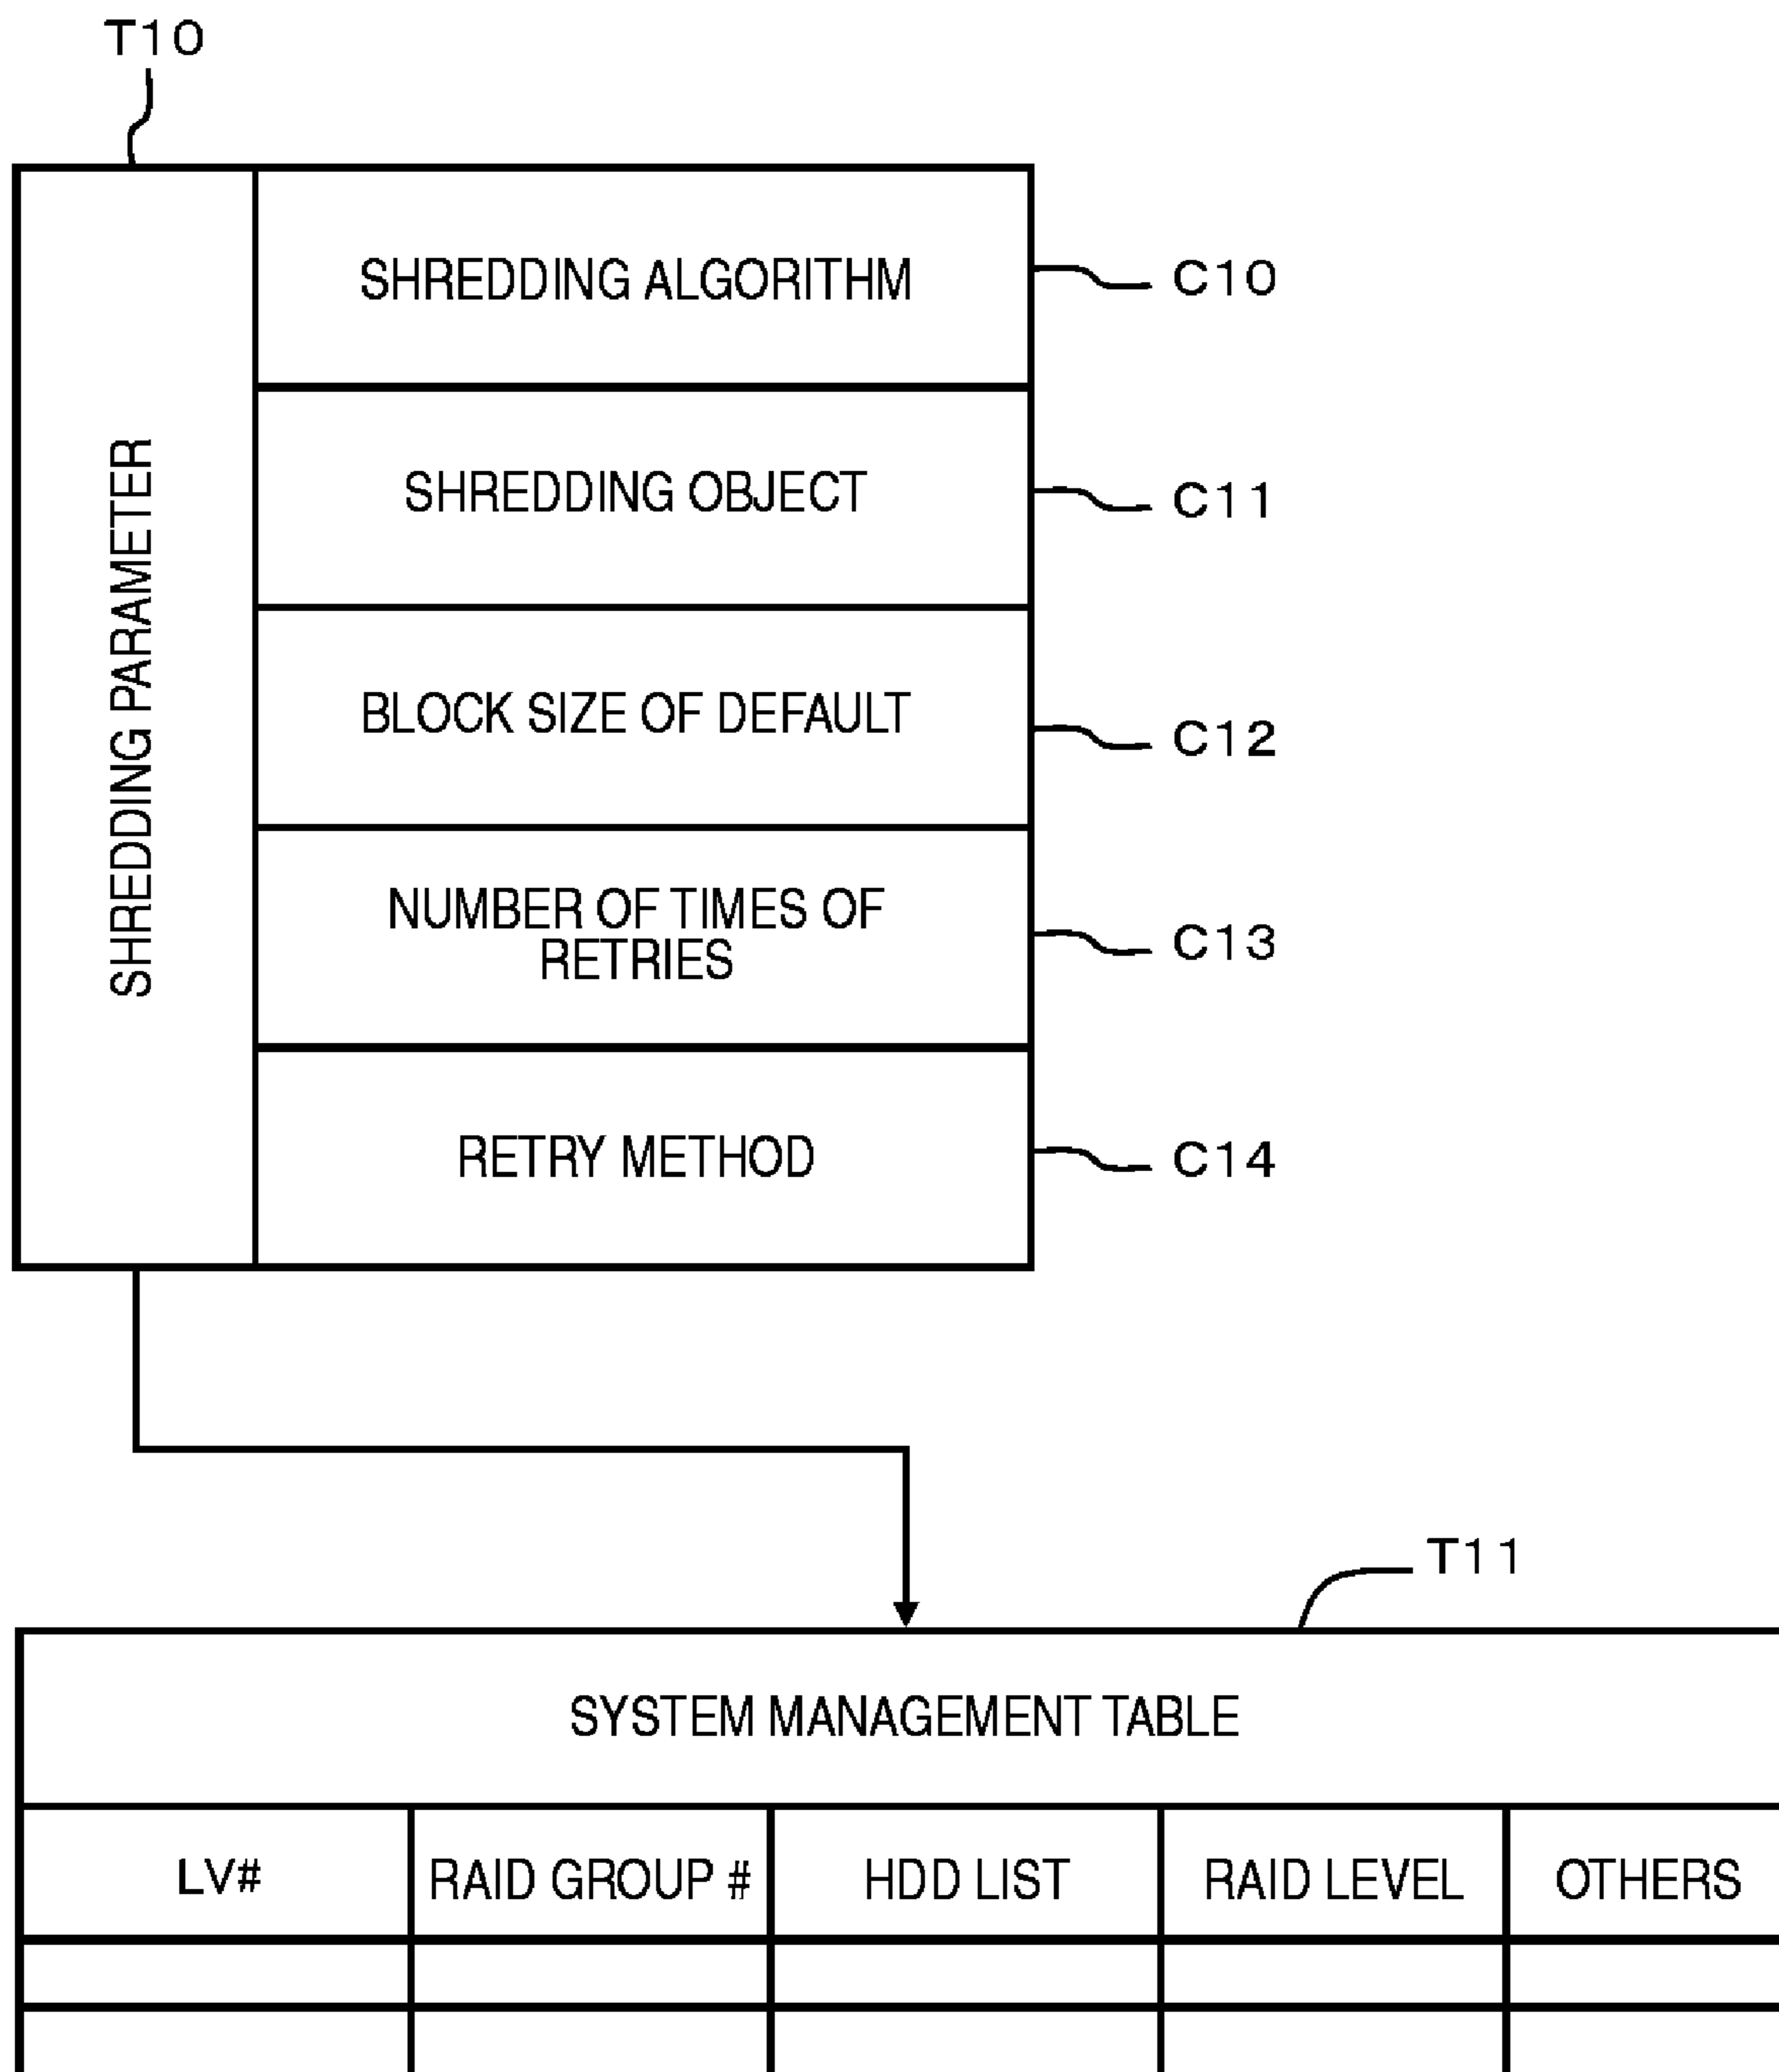 T10
SHREDDING PARAMETER
SHREDDING ALGORITHM
C10
SHREDDING OBJECT
C11
BLOCK SIZE OF DEFAULT
C12
NUMBER OF TIMES OF
RETRIES
C13
RETRY METHOD
C14
T11
SYSTEM MANAGEMENT TABLE
LV#
RAID GROUP #
HDD LIST
RAID LEVEL
OTHERS